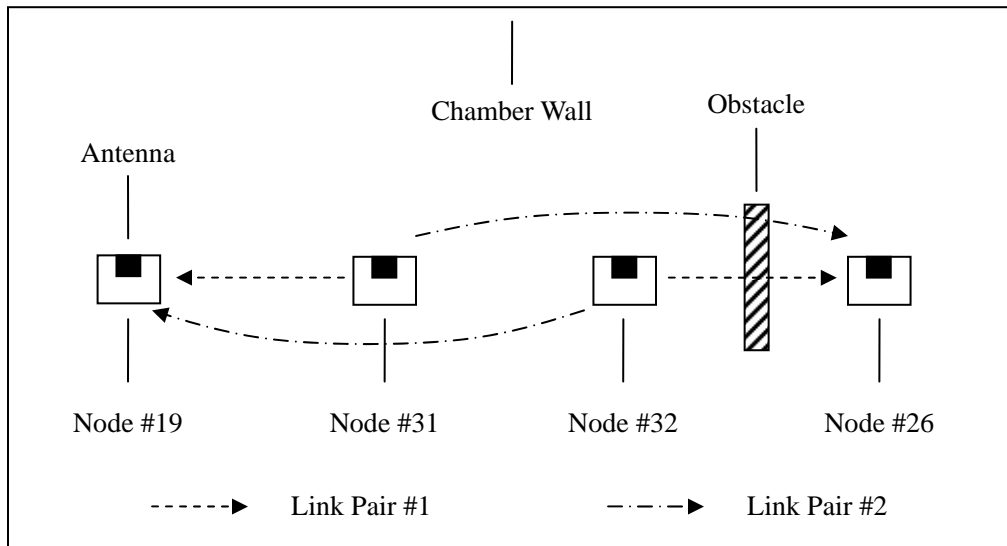 Chamber Wall
Obstacle
Antenna
Node #19
Node #31
Node #32
Node #26
Link Pair #1
Link Pair #2